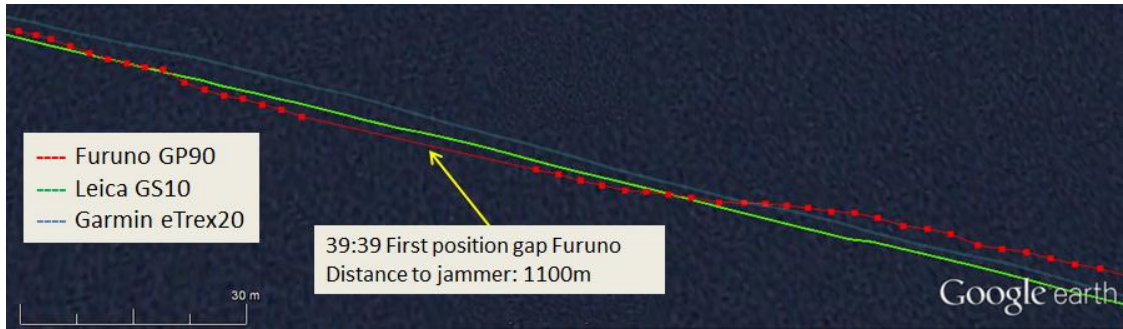 Furuno GP90
Leica GS10
Garmin eTrex20
39:39 First position gap Furuno
Distance to jammer: 1100m
30 m
Google earth